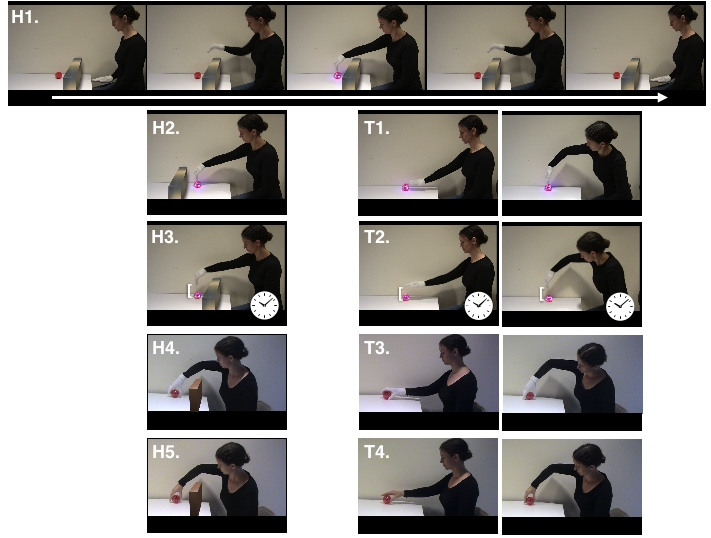 H1.
H2.
T1.
H3.
T2.
H4.
T3.
H5.
T4.